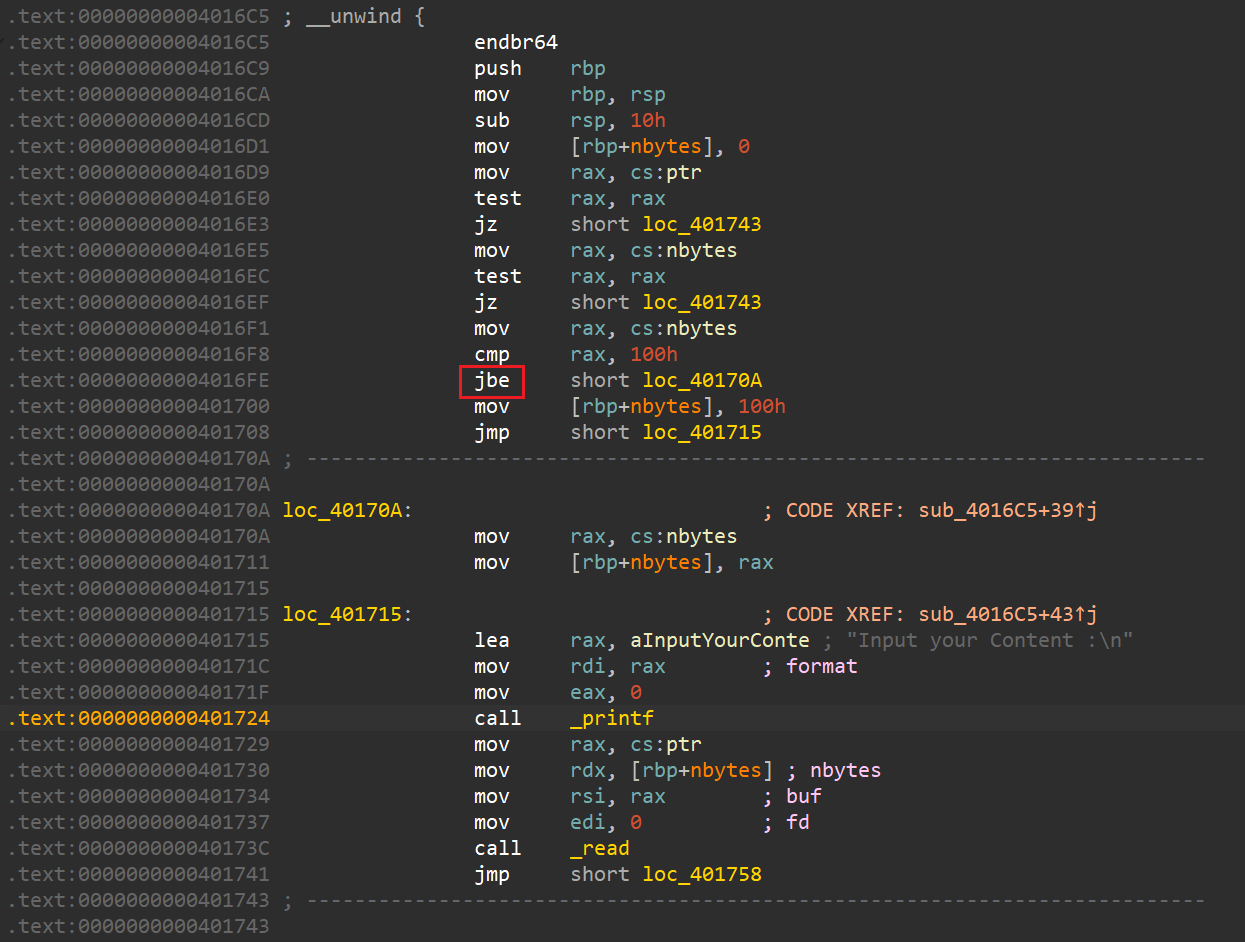 .text:00000000004016C5 ; __unwind {
.text:00000000004016C5 endbr64
.text:00000000004016C9 push rbp
.text:00000000004016CA mov rbp, rsp
.text:00000000004016CD sub rsp, 10h
.text:00000000004016D1 mov [rbp+nbytes], 0
.text:00000000004016D9 mov rax, cs:ptr
.text:00000000004016E0 test rax, rax
.text:00000000004016E3 jz short loc_401743
.text:00000000004016E5 mov rax, cs:nbytes
.text:00000000004016EC test rax, rax
.text:00000000004016EF jz short loc_401743
.text:00000000004016F1 mov rax, cs:nbytes
.text:00000000004016F8 cmp rax, 100h
.text:00000000004016FE jbe short loc_40170A
.text:0000000000401700 mov [rbp+nbytes], 100h
.text:0000000000401708 jmp short loc_401715
.text:000000000040170A ; ---------------------------------------------------------------------------
.text:000000000040170A
.text:000000000040170A loc_40170A: ; CODE XREF: sub_4016C5+39↑j
.text:000000000040170A mov rax, cs:nbytes
.text:0000000000401711 mov [rbp+nbytes], rax
.text:0000000000401715
.text:0000000000401715 loc_401715: ; CODE XREF: sub_4016C5+43↑j
.text:0000000000401715 lea rax, aInputYourConte ; "Input your Content :\n"
.text:000000000040171C mov rdi, rax ; format
.text:000000000040171F mov eax, 0
.text:0000000000401724 call _printf
.text:0000000000401729 mov rax, cs:ptr
.text:0000000000401730 mov rdx, [rbp+nbytes] ; nbytes
.text:0000000000401734 mov rsi, rax ; buf
.text:0000000000401737 mov edi, 0 ; fd
.text:000000000040173C call _read
.text:0000000000401741 jmp short loc_401758
.text:0000000000401743 ; ---------------------------------------------------------------------------
.text:0000000000401743